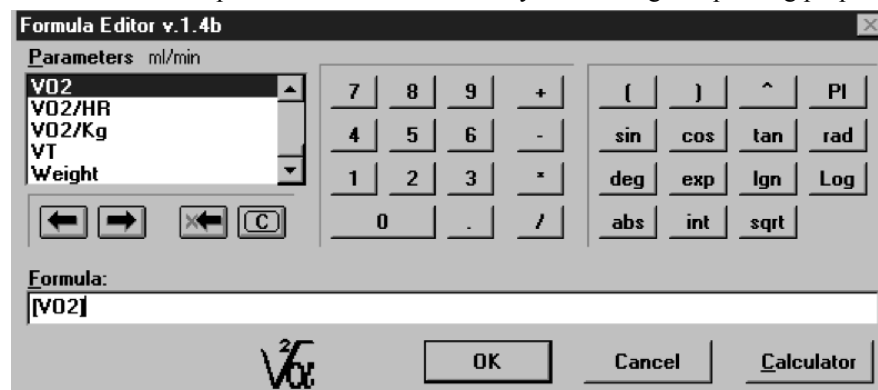 Formula Editor v.1.4b
Parameters ml/min
VO2
VO2/HR
VO2/Kg
VT
Weight
7 8 9 +
4 5 6 -
1 2 3 *
0 . /
( ) ^ PI
sin cos tan rad
deg exp lgn Log
abs int sqrt
C
Formula:
[VO2]
OK Cancel Calculator